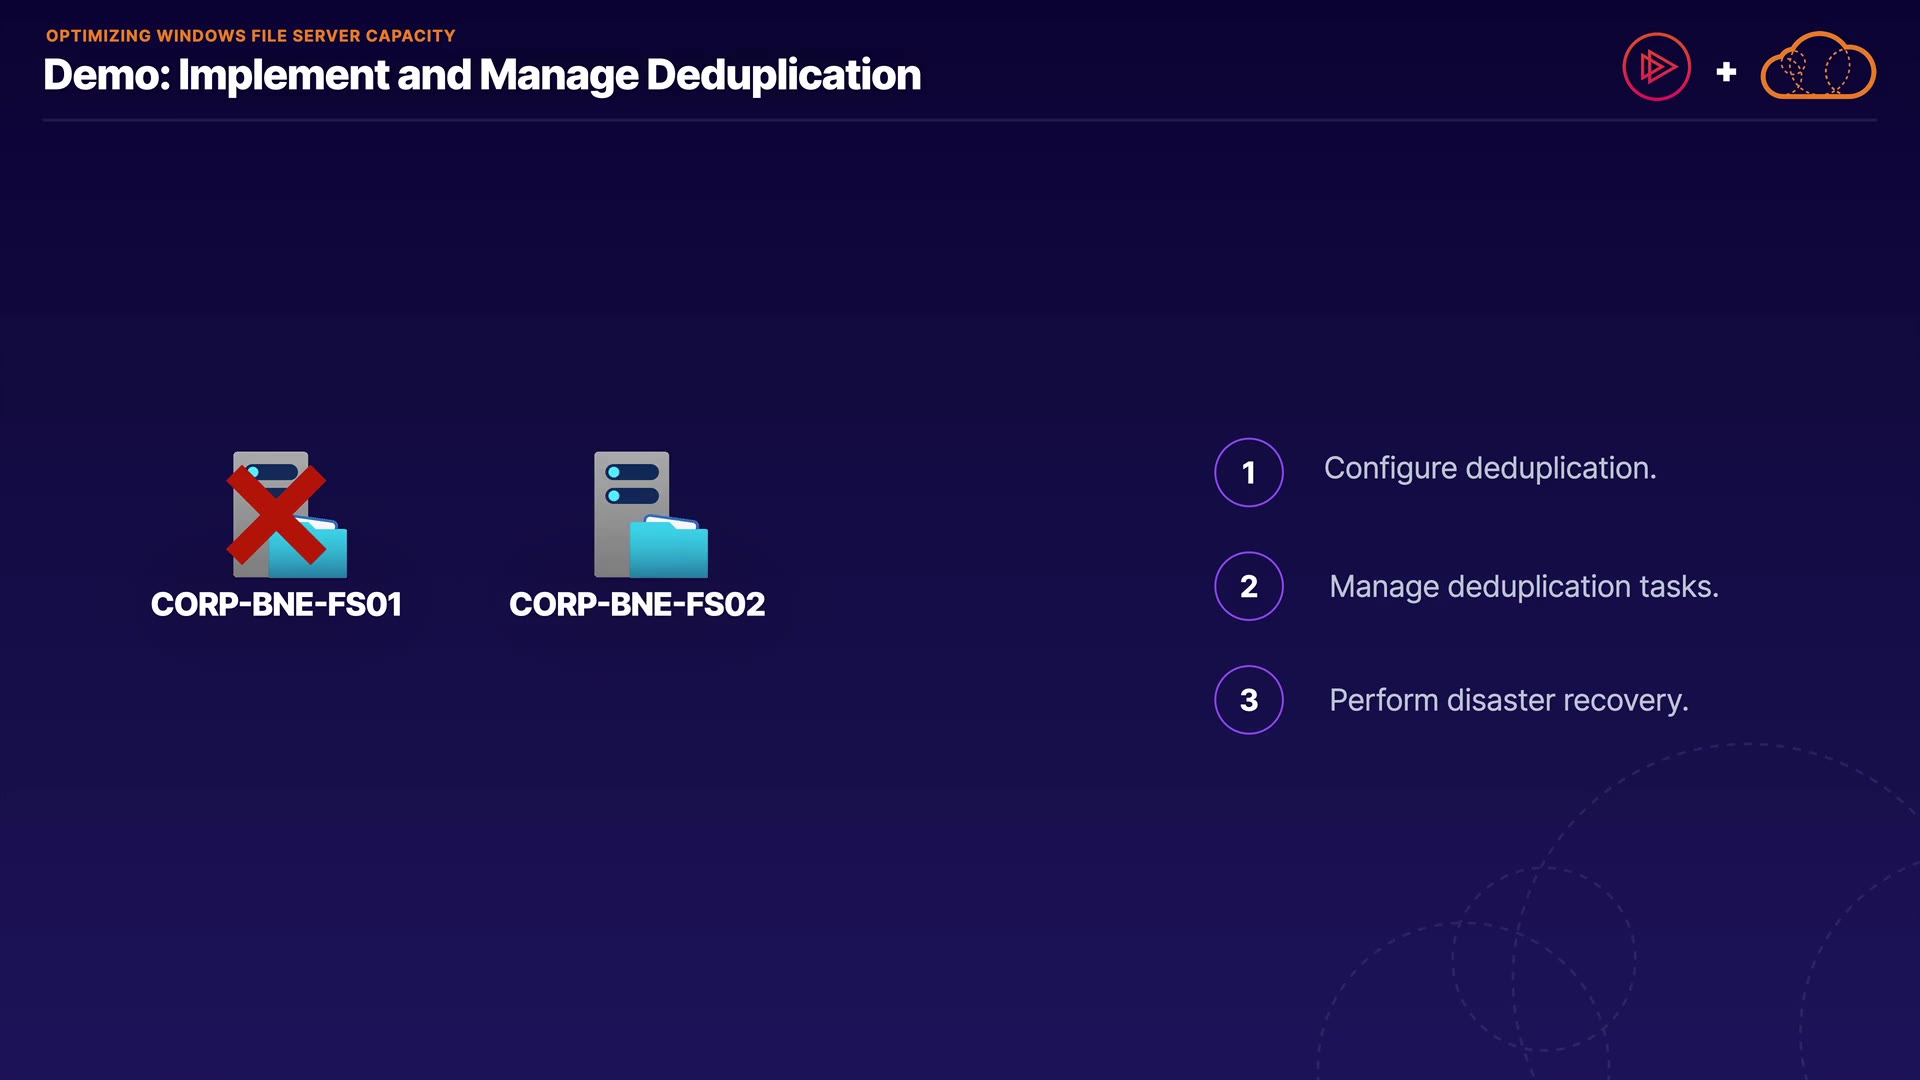 OPTIMIZING WINDOWS FILE SERVER CAPACITY
Demo: Implement and Manage Deduplication
+
CORP-BNE-FS01
CORP-BNE-FS02
1 Configure deduplication.
2 Manage deduplication tasks.
3 Perform disaster recovery.